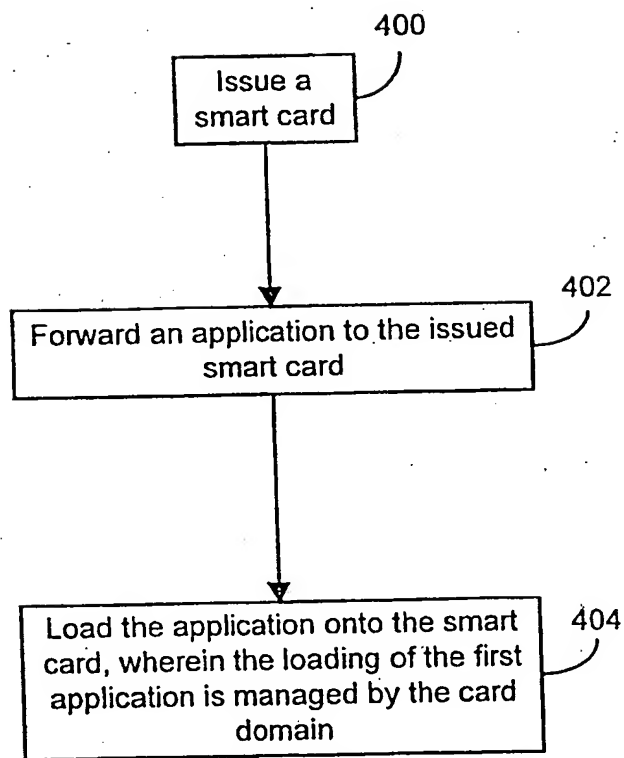 400
Issue a
smart card
402
Forward an application to the issued
smart card
404
Load the application onto the smart
card, wherein the loading of the first
application is managed by the card
domain